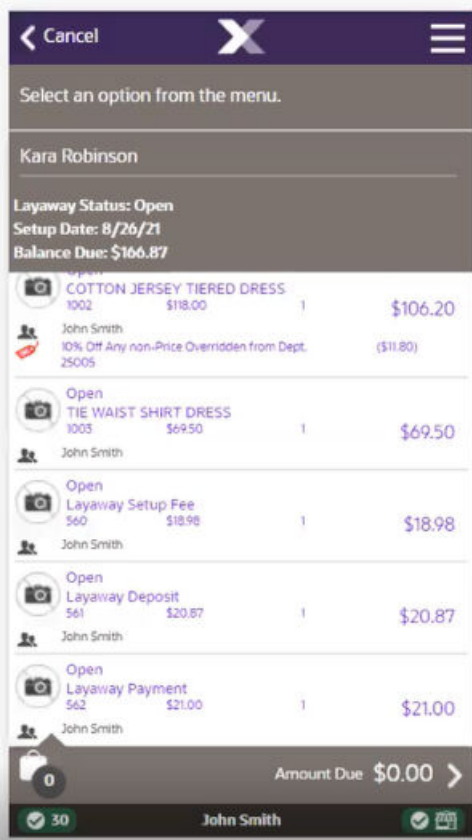 Cancel
Select an option from the menu.
Kara Robinson
Layaway Status: Open
Setup Date: 8/26/21
Balance Due: $166.87
Open
COTTON JERSEY TIERED DRESS
1002 $118.00 1 $106.20
John Smith
10% Off Any non-Price Overridden from Dept. ($11.80)
25005
Open
TIE WAIST SHIRT DRESS
1003 $69.50 1 $69.50
John Smith
Open
Layaway Setup Fee
560 $18.98 1 $18.98
John Smith
Open
Layaway Deposit
561 $20.87 1 $20.87
John Smith
Open
Layaway Payment
562 $21.00 1 $21.00
John Smith
0 Amount Due $0.00
30 John Smith